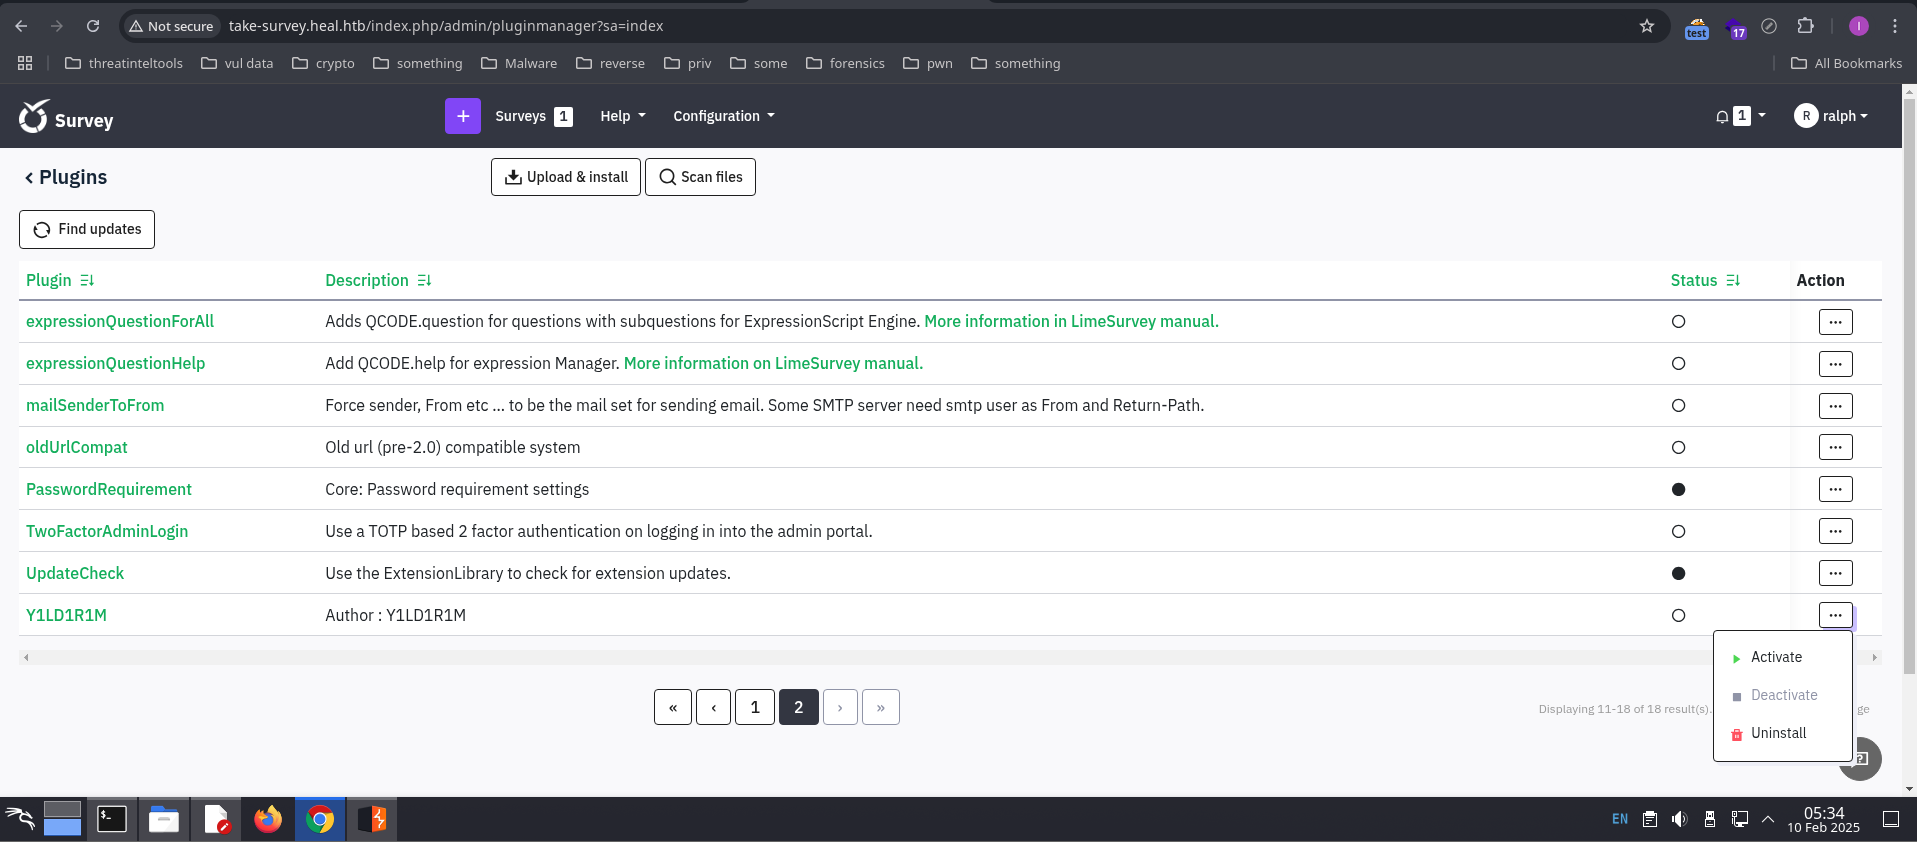 Not secure take-survey.heal.htb/index.php/admin/pluginmanager?sa=index test 17 I
threatinteltools vul data crypto something Malware reverse priv some forensics pwn something All Bookmarks
Survey + Surveys 1 Help Configuration 1 R ralph
Plugins Upload & install Scan files
Find updates
Plugin Description Status Action
expressionQuestionForAll Adds QCODE.question for questions with subquestions for ExpressionScript Engine. More information in LimeSurvey manual. ...
expressionQuestionHelp Add QCODE.help for expression Manager. More information on LimeSurvey manual. ...
mailSenderToFrom Force sender, From etc ... to be the mail set for sending email. Some SMTP server need smtp user as From and Return-Path. ...
oldUrlCompat Old url (pre-2.0) compatible system ...
PasswordRequirement Core: Password requirement settings ...
TwoFactorAdminLogin Use a TOTP based 2 factor authentication on logging in into the admin portal. ...
UpdateCheck Use the ExtensionLibrary to check for extension updates. ...
Y1LD1R1M Author : Y1LD1R1M ...
Activate
Deactivate
Uninstall
« ‹ 1 2 › »
Displaying 11-18 of 18 result(s). ge
$_
EN 05:34
10 Feb 2025